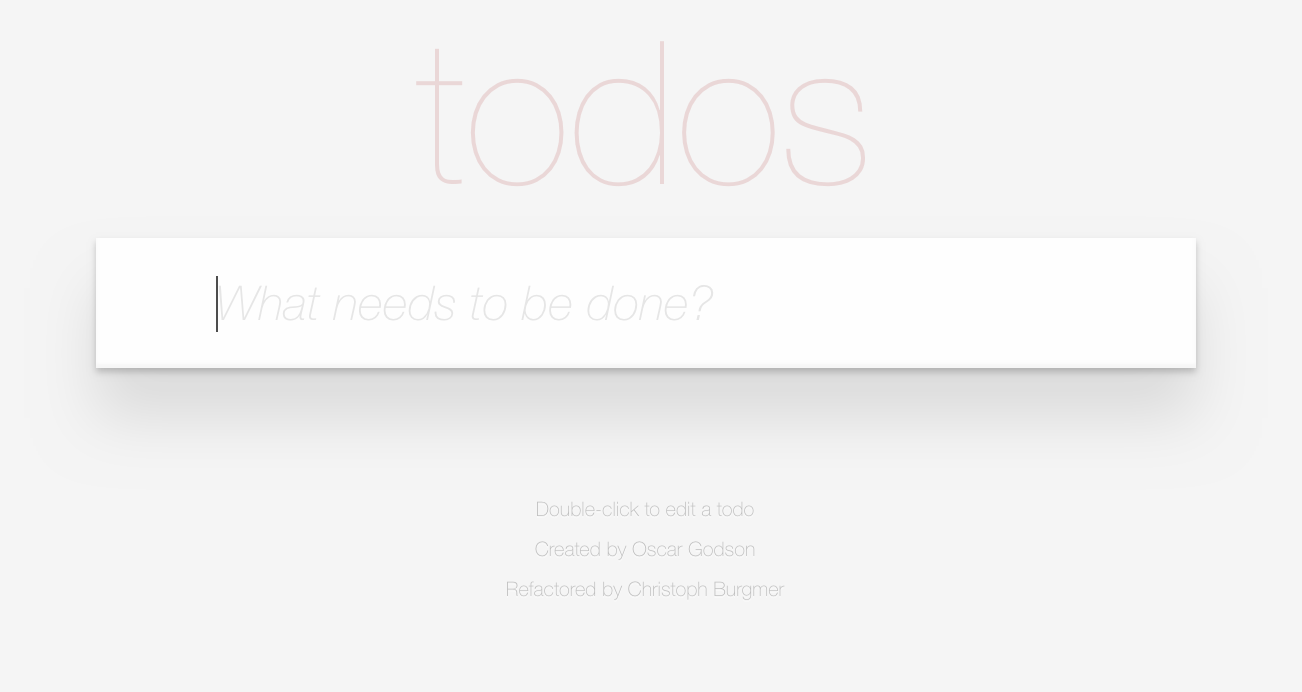 todos
What needs to be done?
Double-click to edit a todo
Created by Oscar Godson
Refactored by Christoph Burgmer